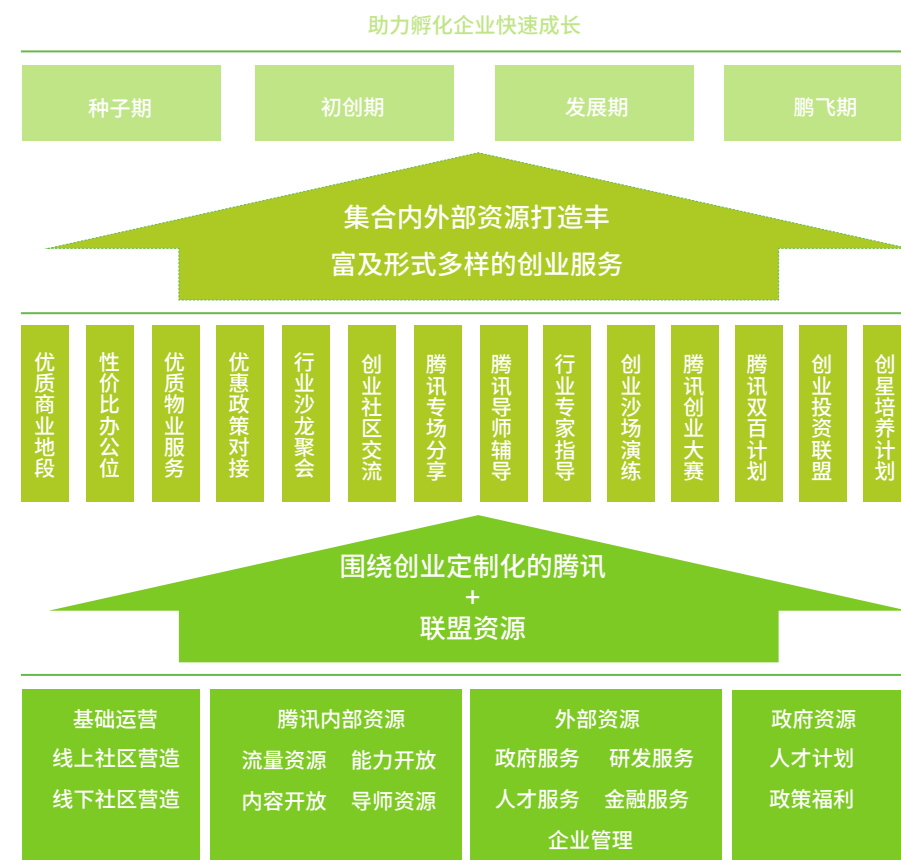 助力孵化企业快速成长
种子期
初创期
发展期
鹏飞期
集合内外部资源打造丰
富及形式多样的创业服务
优质商业地段
性价比办公位
优质物业服务
优惠政策对接
行业沙龙聚会
创业社区交流
腾讯专场分享
腾讯导师辅导
行业专家指导
创业沙场演练
腾讯创业大赛
腾讯双百计划
创业投资联盟
创星培养计划
围绕创业定制化的腾讯
+
联盟资源
基础运营
线上社区营造
线下社区营造
腾讯内部资源
流量资源 能力开放
内容开放 导师资源
外部资源
政府服务 研发服务
人才服务 金融服务
企业管理
政府资源
人才计划
政策福利